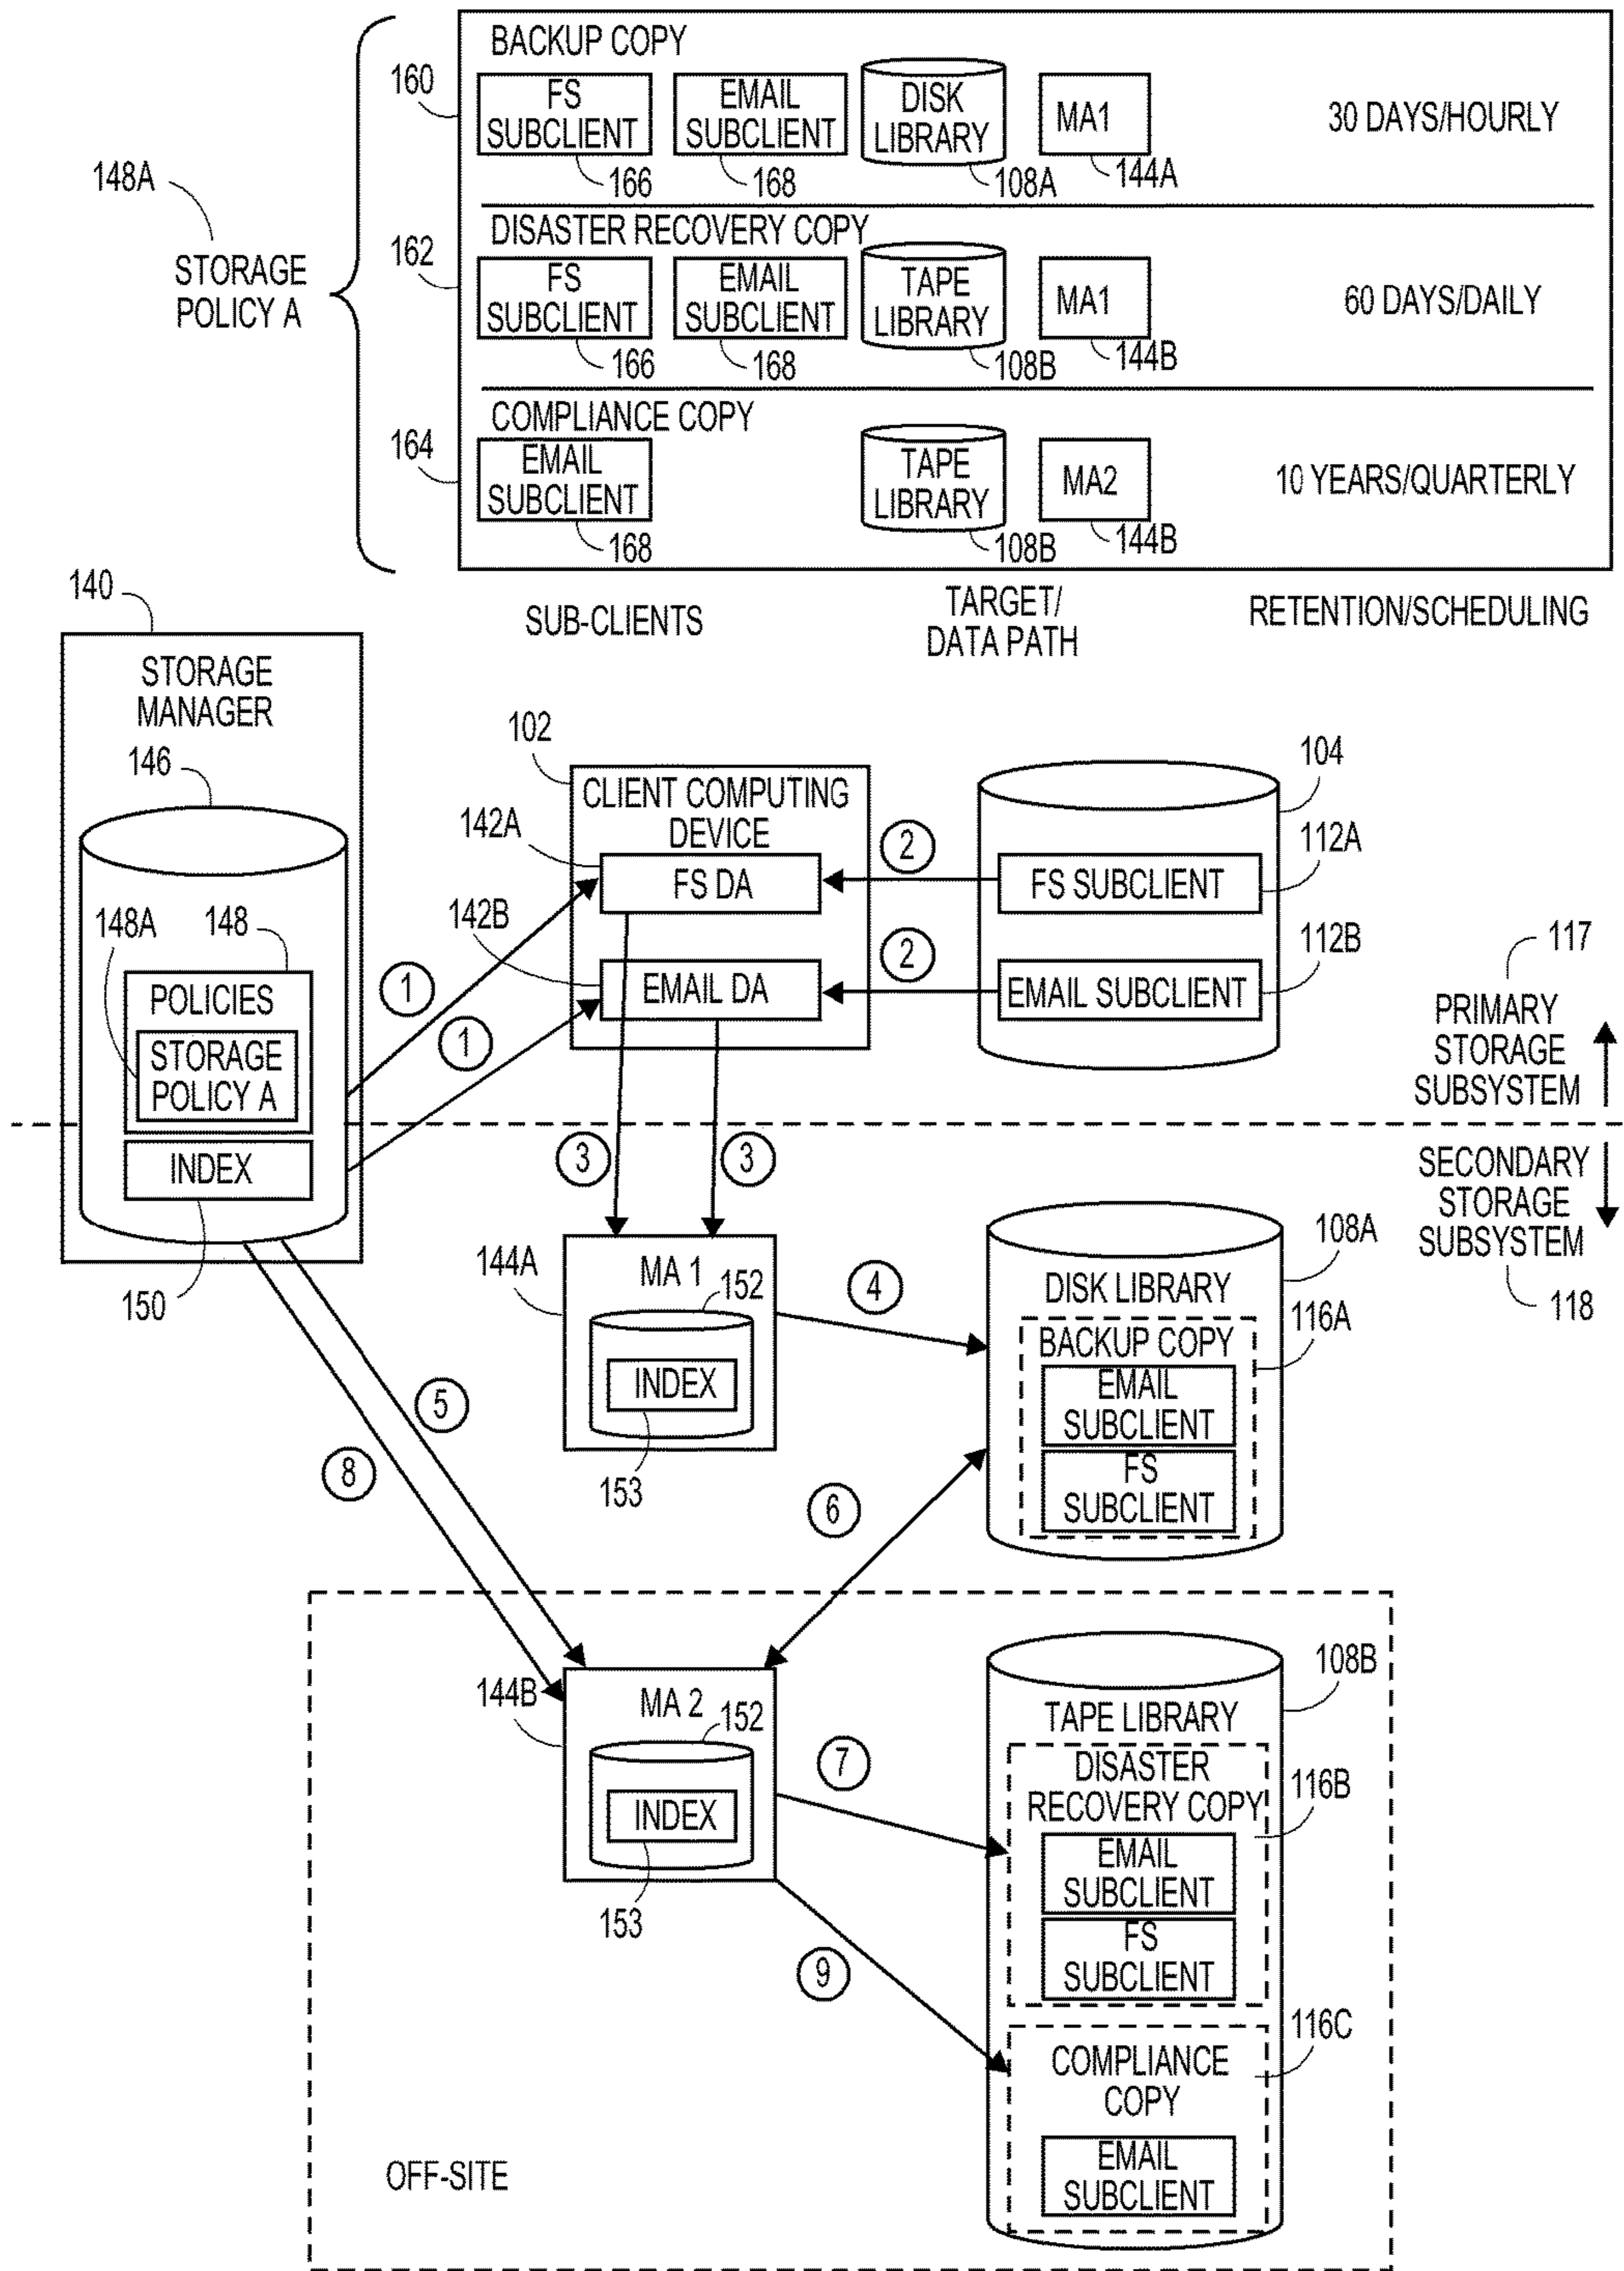 BACKUP COPY
160
FS
SUBCLIENT
166
EMAIL
SUBCLIENT
168
DISK
LIBRARY
108A
MA1
144A
30 DAYS/HOURLY
148A
STORAGE
POLICY A
DISASTER RECOVERY COPY
162
FS
SUBCLIENT
166
EMAIL
SUBCLIENT
168
TAPE
LIBRARY
108B
MA1
144B
60 DAYS/DAILY
COMPLIANCE COPY
164
EMAIL
SUBCLIENT
168
TAPE
LIBRARY
108B
MA2
144B
10 YEARS/QUARTERLY
SUB-CLIENTS
TARGET/
DATA PATH
RETENTION/SCHEDULING
140
STORAGE
MANAGER
146
148A
148
POLICIES
STORAGE
POLICY A
INDEX
150
1
1
102
CLIENT COMPUTING
DEVICE
142A
FS DA
142B
EMAIL DA
2
2
104
FS SUBCLIENT
112A
EMAIL SUBCLIENT
112B
117
PRIMARY
STORAGE
SUBSYSTEM
SECONDARY
STORAGE
SUBSYSTEM
118
3
3
144A
MA 1
152
INDEX
153
4
108A
DISK LIBRARY
BACKUP COPY
116A
EMAIL
SUBCLIENT
FS
SUBCLIENT
5
8
6
144B
MA 2
152
INDEX
153
7
9
108B
TAPE LIBRARY
DISASTER
RECOVERY COPY
116B
EMAIL
SUBCLIENT
FS
SUBCLIENT
116C
COMPLIANCE
COPY
EMAIL
SUBCLIENT
OFF-SITE